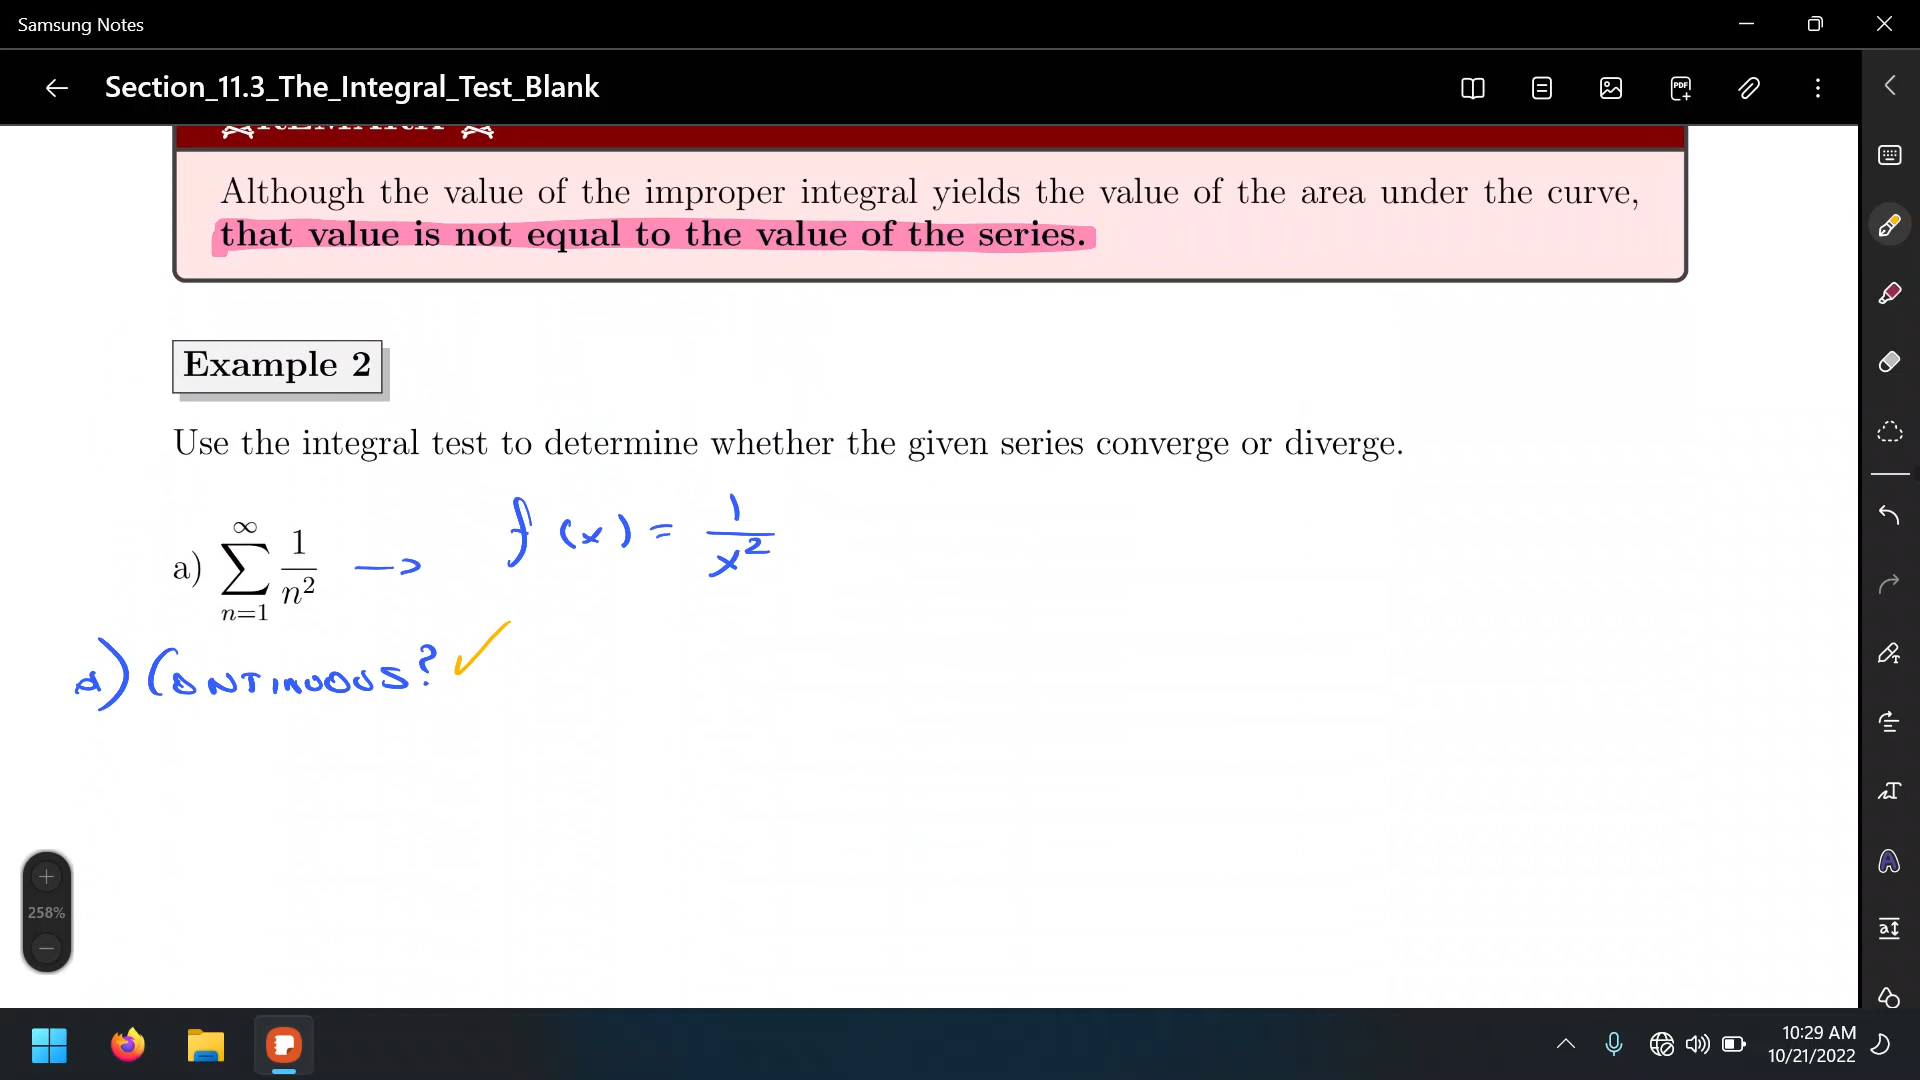 Samsung Notes
Section_11.3_The_Integral_Test_Blank
Although the value of the improper integral yields the value of the area under the curve,
that value is not equal to the value of the series.
Example 2
Use the integral test to determine whether the given series converge or diverge.
a) ∑_{n=1}^{∞} 1/n² —> f(x) = 1/x²
a) CONTINUOUS? ✓
258%
10:29 AM
10/21/2022